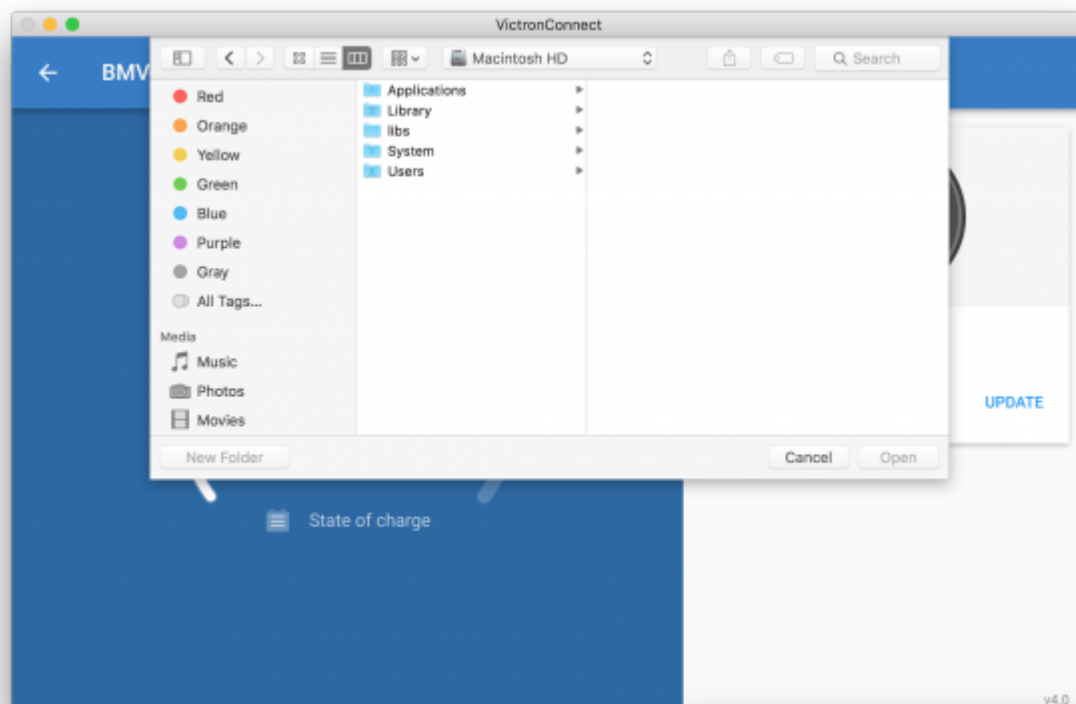 VictronConnect
BMV
Macintosh HD
Search
Red
Orange
Yellow
Green
Blue
Purple
Gray
All Tags...
Media
Music
Photos
Movies
Applications
Library
libs
System
Users
New Folder
Cancel
Open
UPDATE
State of charge
v4.0